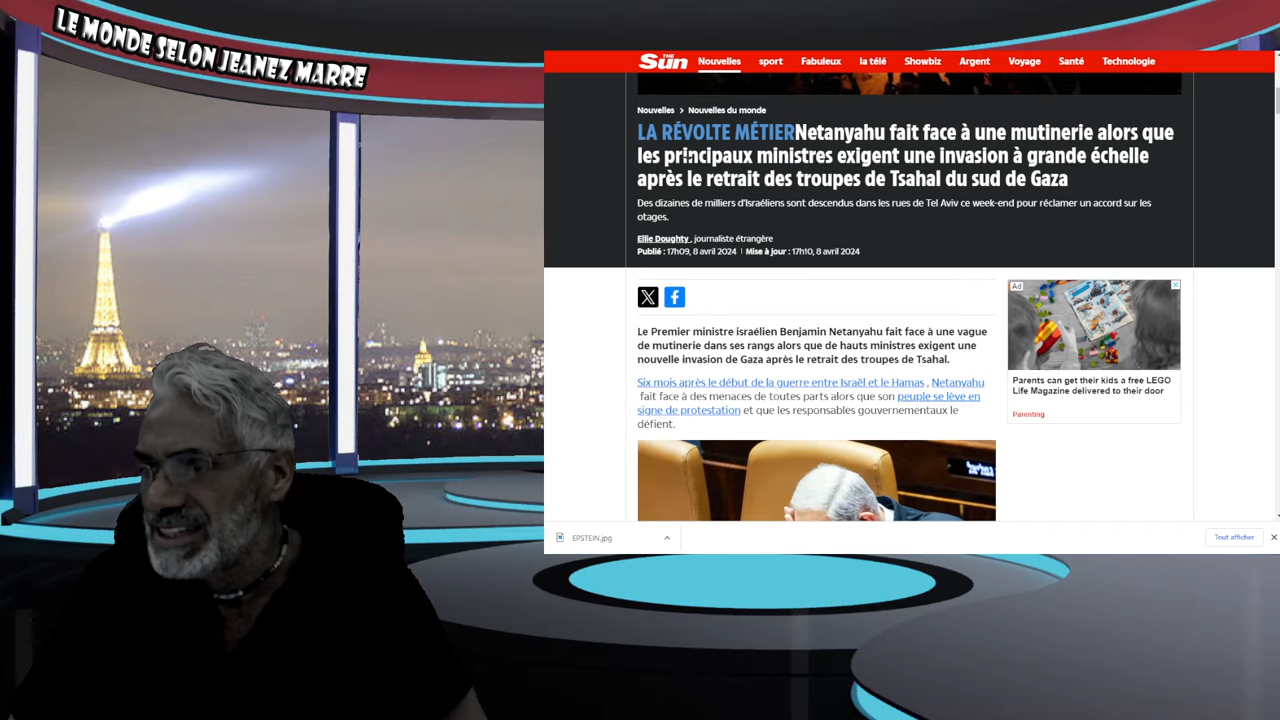 LE MONDE SELON JEANEZ MARRE
THE Sun Nouvelles sport Fabuleux la télé Showbiz Argent Voyage Santé Technologie
Nouvelles > Nouvelles du monde
LA RÉVOLTE MÉTIERNetanyahu fait face à une mutinerie alors que
les principaux ministres exigent une invasion à grande échelle
après le retrait des troupes de Tsahal du sud de Gaza
Des dizaines de milliers d'Israéliens sont descendus dans les rues de Tel Aviv ce week-end pour réclamer un accord sur les
otages.
Ellie Doughty , journaliste étrangère
Publié : 17h09, 8 avril 2024 | Mise à jour : 17h10, 8 avril 2024
Le Premier ministre israélien Benjamin Netanyahu fait face à une vague
de mutinerie dans ses rangs alors que de hauts ministres exigent une
nouvelle invasion de Gaza après le retrait des troupes de Tsahal.
Six mois après le début de la guerre entre Israël et le Hamas , Netanyahu
fait face à des menaces de toutes parts alors que son peuple se lève en
signe de protestation et que les responsables gouvernementaux le
défient.
Ad
Parents can get their kids a free LEGO
Life Magazine delivered to their door
Parenting
EPSTEIN.jpg
Tout afficher